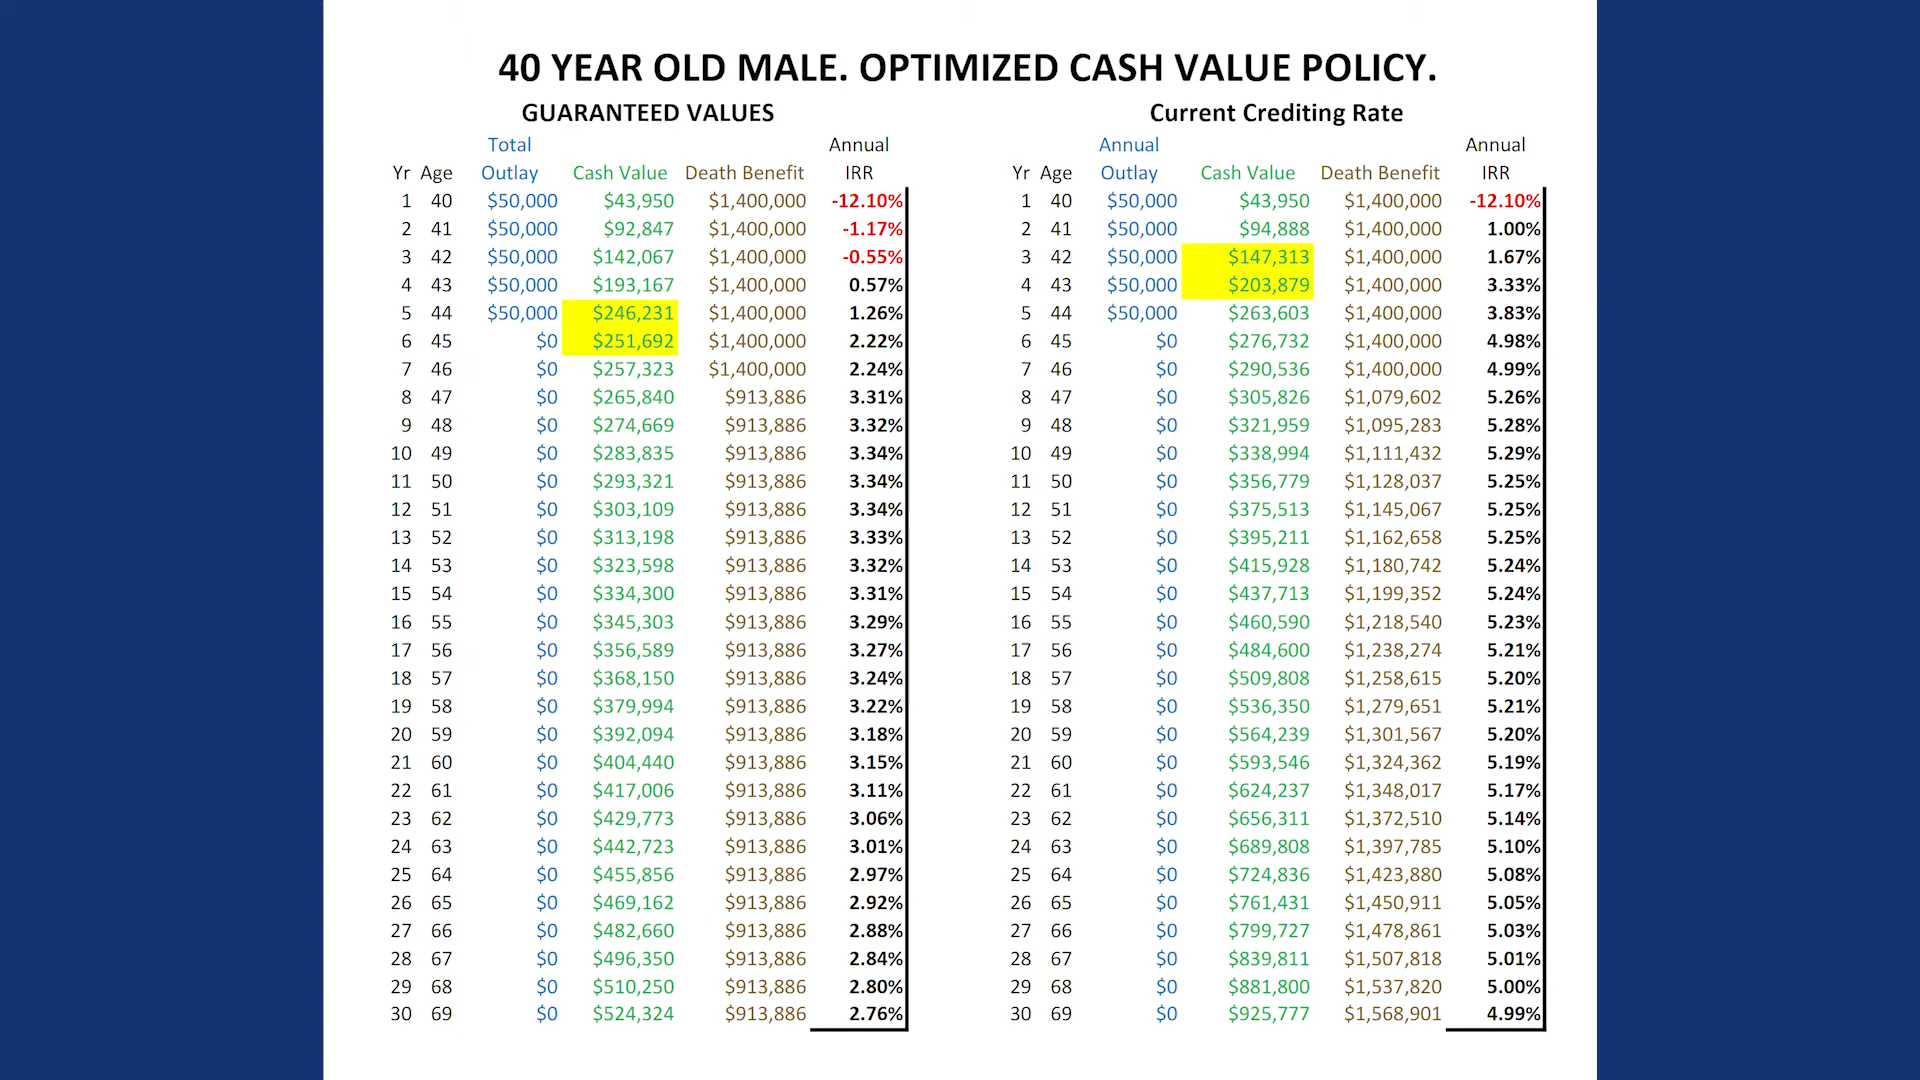 40 YEAR OLD MALE. OPTIMIZED CASH VALUE POLICY.
GUARANTEED VALUES
Total Annual
Yr Age Outlay Cash Value Death Benefit IRR
1 40 $50,000 $43,950 $1,400,000 -12.10%
2 41 $50,000 $92,847 $1,400,000 -1.17%
3 42 $50,000 $142,067 $1,400,000 -0.55%
4 43 $50,000 $193,167 $1,400,000 0.57%
5 44 $50,000 $246,231 $1,400,000 1.26%
6 45 $0 $251,692 $1,400,000 2.22%
7 46 $0 $257,323 $1,400,000 2.24%
8 47 $0 $265,840 $913,886 3.31%
9 48 $0 $274,669 $913,886 3.32%
10 49 $0 $283,835 $913,886 3.34%
11 50 $0 $293,321 $913,886 3.34%
12 51 $0 $303,109 $913,886 3.34%
13 52 $0 $313,198 $913,886 3.33%
14 53 $0 $323,598 $913,886 3.32%
15 54 $0 $334,300 $913,886 3.31%
16 55 $0 $345,303 $913,886 3.29%
17 56 $0 $356,589 $913,886 3.27%
18 57 $0 $368,150 $913,886 3.24%
19 58 $0 $379,994 $913,886 3.22%
20 59 $0 $392,094 $913,886 3.18%
21 60 $0 $404,440 $913,886 3.15%
22 61 $0 $417,006 $913,886 3.11%
23 62 $0 $429,773 $913,886 3.06%
24 63 $0 $442,723 $913,886 3.01%
25 64 $0 $455,856 $913,886 2.97%
26 65 $0 $469,162 $913,886 2.92%
27 66 $0 $482,660 $913,886 2.88%
28 67 $0 $496,350 $913,886 2.84%
29 68 $0 $510,250 $913,886 2.80%
30 69 $0 $524,324 $913,886 2.76%
Current Crediting Rate
Annual Annual
Yr Age Outlay Cash Value Death Benefit IRR
1 40 $50,000 $43,950 $1,400,000 -12.10%
2 41 $50,000 $94,888 $1,400,000 1.00%
3 42 $50,000 $147,313 $1,400,000 1.67%
4 43 $50,000 $203,879 $1,400,000 3.33%
5 44 $50,000 $263,603 $1,400,000 3.83%
6 45 $0 $276,732 $1,400,000 4.98%
7 46 $0 $290,536 $1,400,000 4.99%
8 47 $0 $305,826 $1,079,602 5.26%
9 48 $0 $321,959 $1,095,283 5.28%
10 49 $0 $338,994 $1,111,432 5.29%
11 50 $0 $356,779 $1,128,037 5.25%
12 51 $0 $375,513 $1,145,067 5.25%
13 52 $0 $395,211 $1,162,658 5.25%
14 53 $0 $415,928 $1,180,742 5.24%
15 54 $0 $437,713 $1,199,352 5.24%
16 55 $0 $460,590 $1,218,540 5.23%
17 56 $0 $484,600 $1,238,274 5.21%
18 57 $0 $509,808 $1,258,615 5.20%
19 58 $0 $536,350 $1,279,651 5.21%
20 59 $0 $564,239 $1,301,567 5.20%
21 60 $0 $593,546 $1,324,362 5.19%
22 61 $0 $624,237 $1,348,017 5.17%
23 62 $0 $656,311 $1,372,510 5.14%
24 63 $0 $689,808 $1,397,785 5.10%
25 64 $0 $724,836 $1,423,880 5.08%
26 65 $0 $761,431 $1,450,911 5.05%
27 66 $0 $799,727 $1,478,861 5.03%
28 67 $0 $839,811 $1,507,818 5.01%
29 68 $0 $881,800 $1,537,820 5.00%
30 69 $0 $925,777 $1,568,901 4.99%